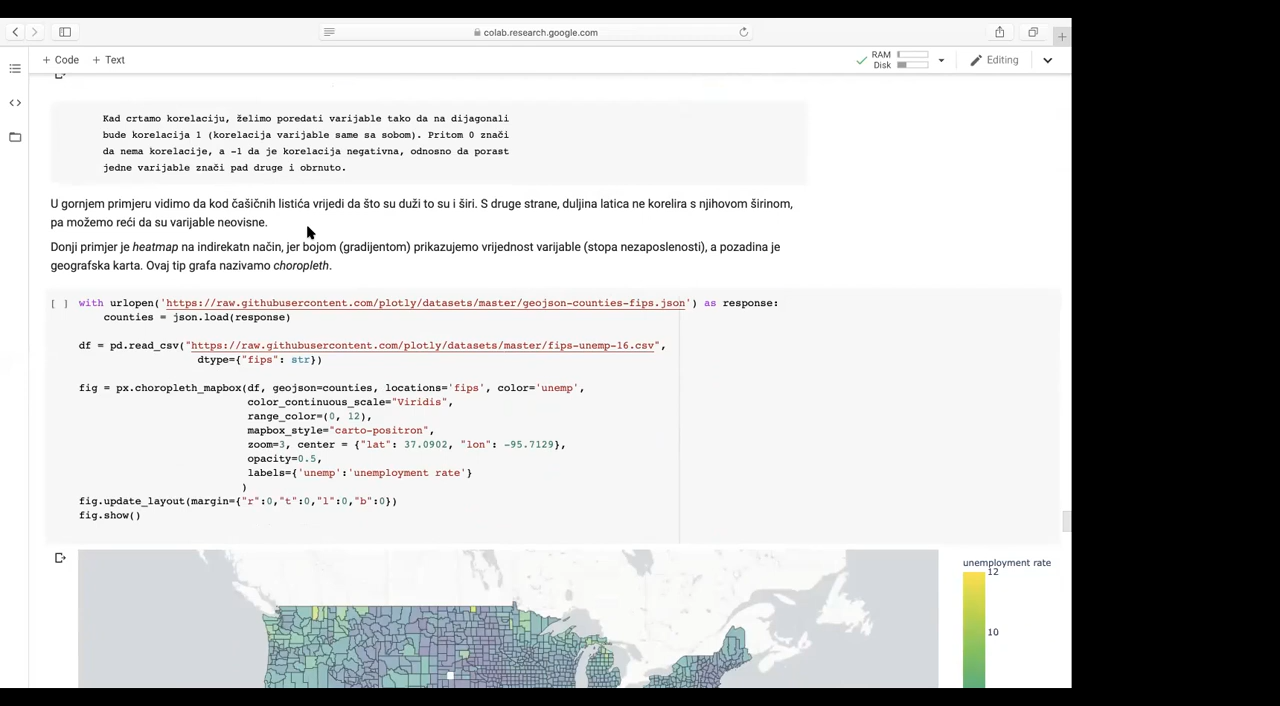 colab.research.google.com
+ Code + Text
RAM
Disk
Editing
Kad crtamo korelaciju, želimo poredati varijable tako da na dijagonali
bude korelacija 1 (korelacija varijable same sa sobom). Pritom 0 znači
da nema korelacije, a -1 da je korelacija negativna, odnosno da porast
jedne varijable znači pad druge i obrnuto.
U gornjem primjeru vidimo da kod čašičnih listića vrijedi da što su duži to su i širi. S druge strane, duljina latica ne korelira s njihovom širinom,
pa možemo reći da su varijable neovisne.
Donji primjer je heatmap na indirekatn način, jer bojom (gradijentom) prikazujemo vrijednost varijable (stopa nezaposlenosti), a pozadina je
geografska karta. Ovaj tip grafa nazivamo choropleth.
[ ] with urlopen('https://raw.githubusercontent.com/plotly/datasets/master/geojson-counties-fips.json') as response:
counties = json.load(response)
df = pd.read_csv("https://raw.githubusercontent.com/plotly/datasets/master/fips-unemp-16.csv",
dtype={"fips": str})
fig = px.choropleth_mapbox(df, geojson=counties, locations='fips', color='unemp',
color_continuous_scale="Viridis",
range_color=(0, 12),
mapbox_style="carto-positron",
zoom=3, center = {"lat": 37.0902, "lon": -95.7129},
opacity=0.5,
labels={'unemp':'unemployment rate'}
)
fig.update_layout(margin={"r":0,"t":0,"l":0,"b":0})
fig.show()
unemployment rate
12
10